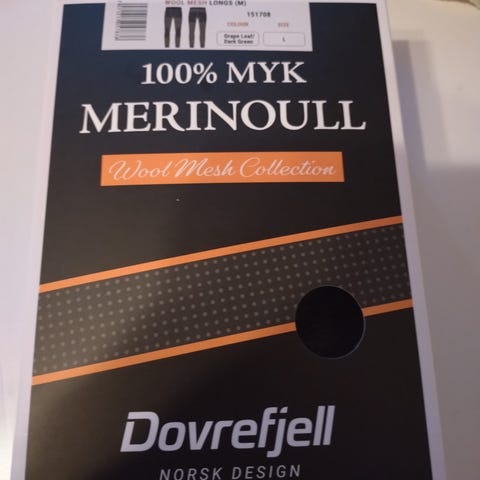 WOOL MESH LONGS (M)
151708
COLOUR
SIZE
Grape Leaf/
Dark Green
L
100% MYK
MERINOULL
Wool Mesh Collection
Dovrefjell
NORSK DESIGN